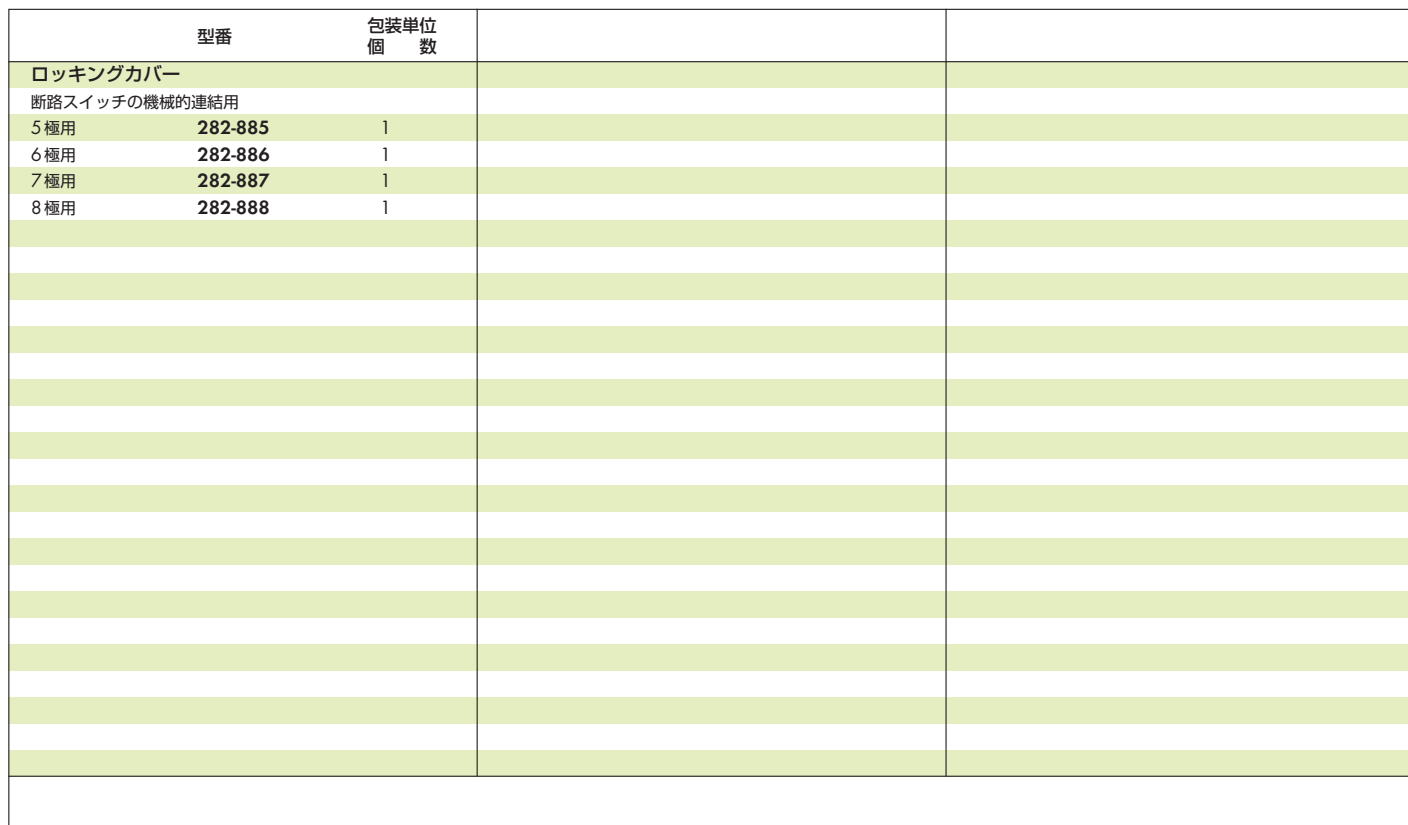 型番 包装単位
個 数
ロッキングカバー
断路スイッチの機械的連結用
5極用 282-885 1
6極用 282-886 1
7極用 282-887 1
8極用 282-888 1